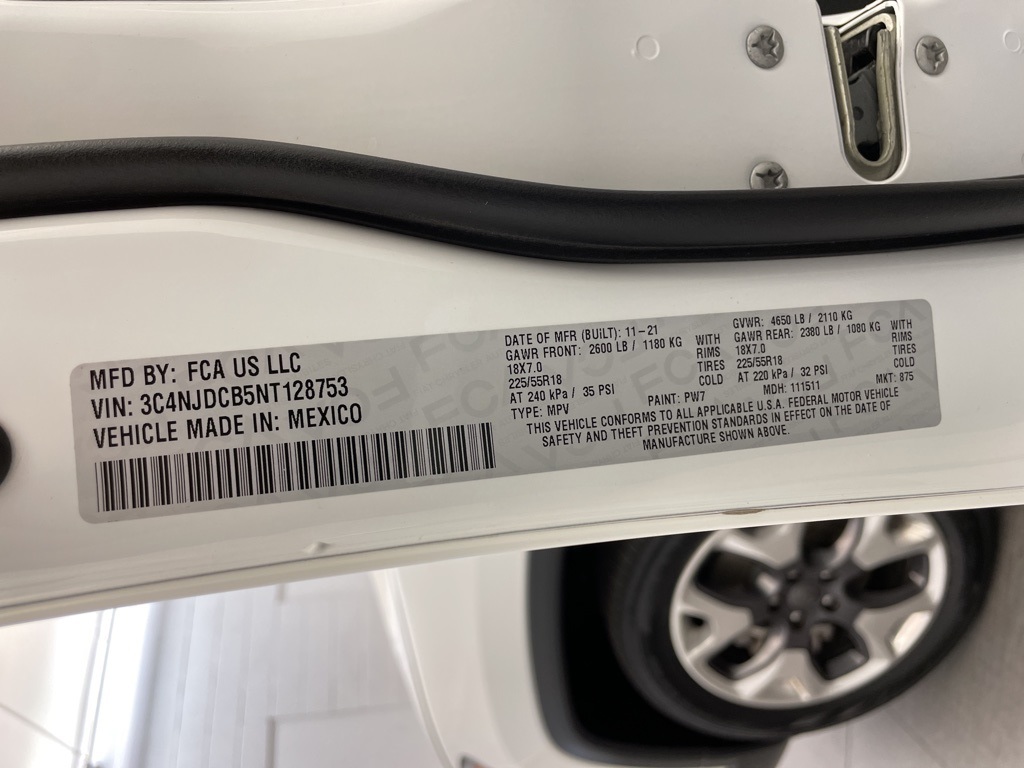 MFD BY: FCA US LLC
VIN: 3C4NJDCB5NT128753
VEHICLE MADE IN: MEXICO
DATE OF MFR (BUILT): 11-21
GAWR FRONT: 2600 LB / 1180 KG WITH
18X7.0 RIMS
225/55R18 TIRES
AT 240 kPa / 35 PSI COLD
GVWR: 4650 LB / 2110 KG
GAWR REAR: 2380 LB / 1080 KG WITH
18X7.0 RIMS
225/55R18 TIRES
AT 220 kPa / 32 PSI COLD
TYPE: MPV PAINT: PW7 MDH: 111511 MKT: 875
THIS VEHICLE CONFORMS TO ALL APPLICABLE U.S.A. FEDERAL MOTOR VEHICLE
SAFETY AND THEFT PREVENTION STANDARDS IN EFFECT ON THE DATE OF
MANUFACTURE SHOWN ABOVE.